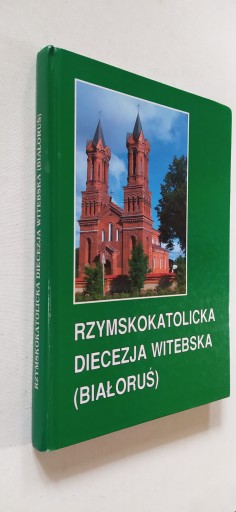 RZYMSKOKATOLICKA DIECEZJA WITEBSKA (BIAŁORUŚ)
RZYMSKOKATOLICKA
DIECEZJA WITEBSKA
(BIAŁORUŚ)